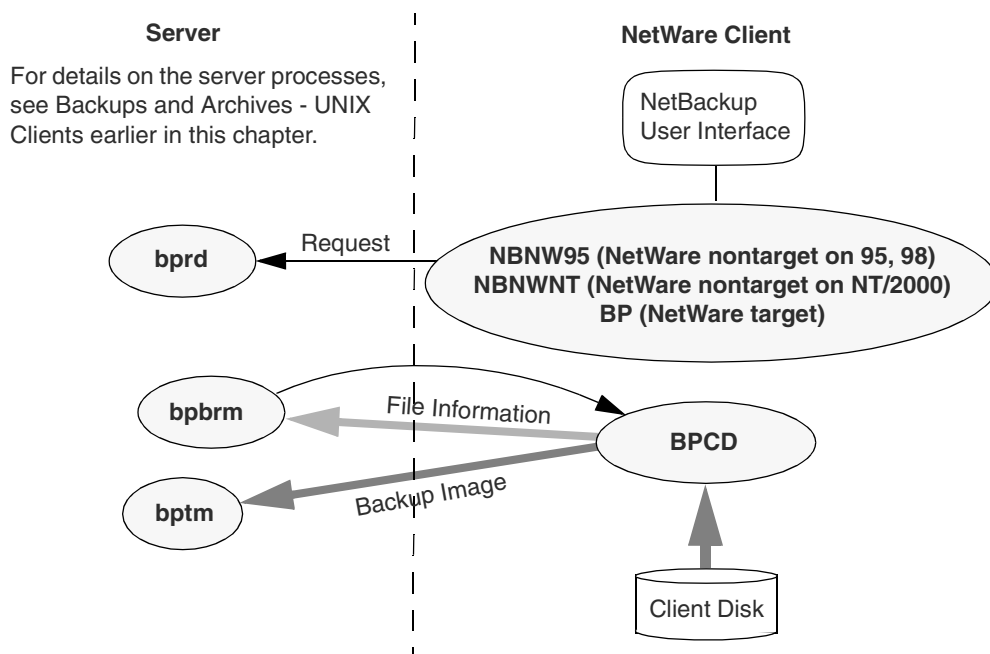 Server
For details on the server processes,
see Backups and Archives - UNIX
Clients earlier in this chapter.
NetWare Client
NetBackup
User Interface
Request
bprd
NBNW95 (NetWare nontarget on 95, 98)
NBNWNT (NetWare nontarget on NT/2000)
BP (NetWare target)
bpbrm
File Information
BPCD
bptm
Backup Image
Client Disk